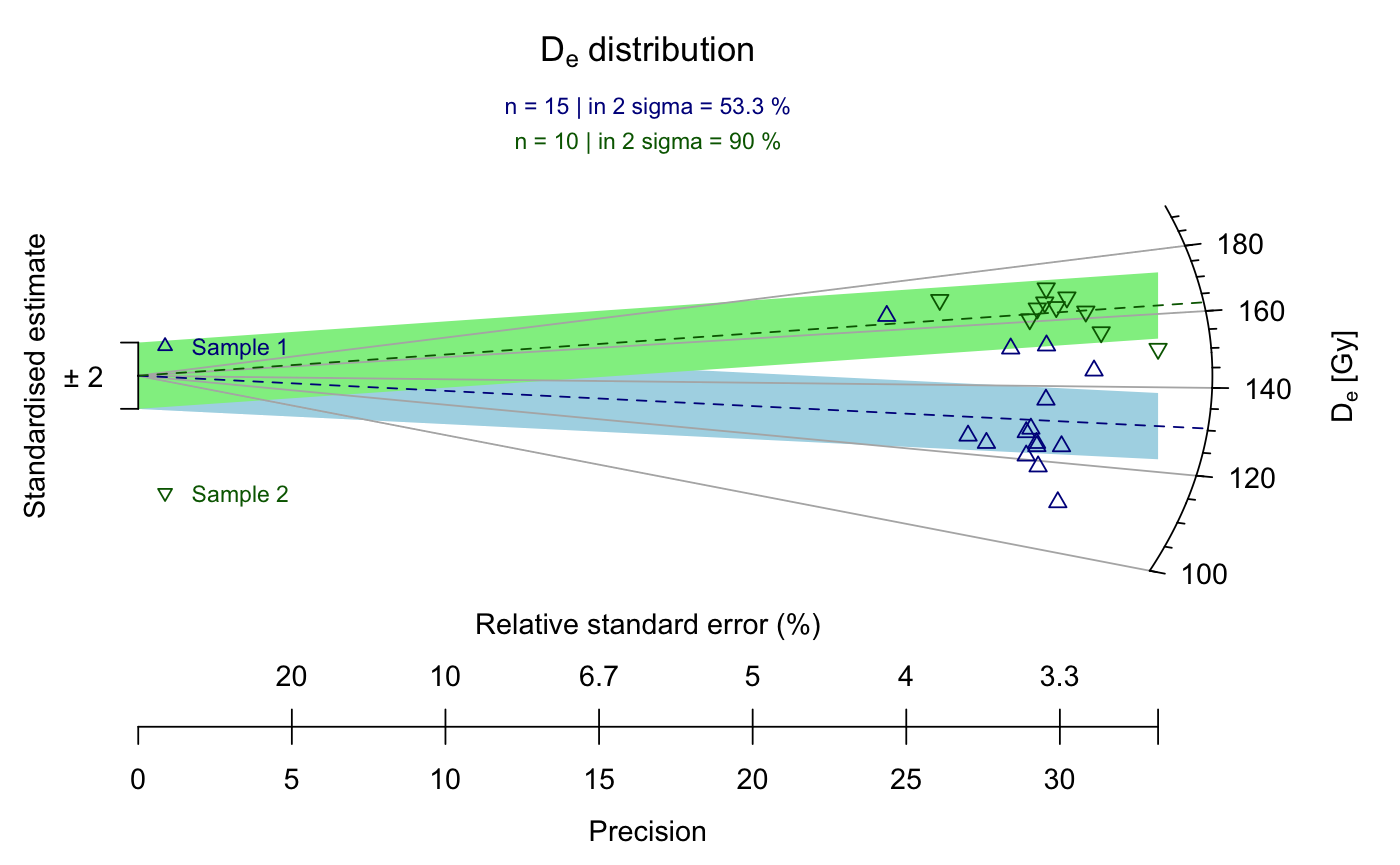 De distribution
n = 15 | in 2 sigma = 53.3 %
n = 10 | in 2 sigma = 90 %
Standardised estimate
± 2
Sample 1
Sample 2
180
160
140
120
100
De [Gy]
Relative standard error (%)
20 10 6.7 5 4 3.3
0 5 10 15 20 25 30
Precision